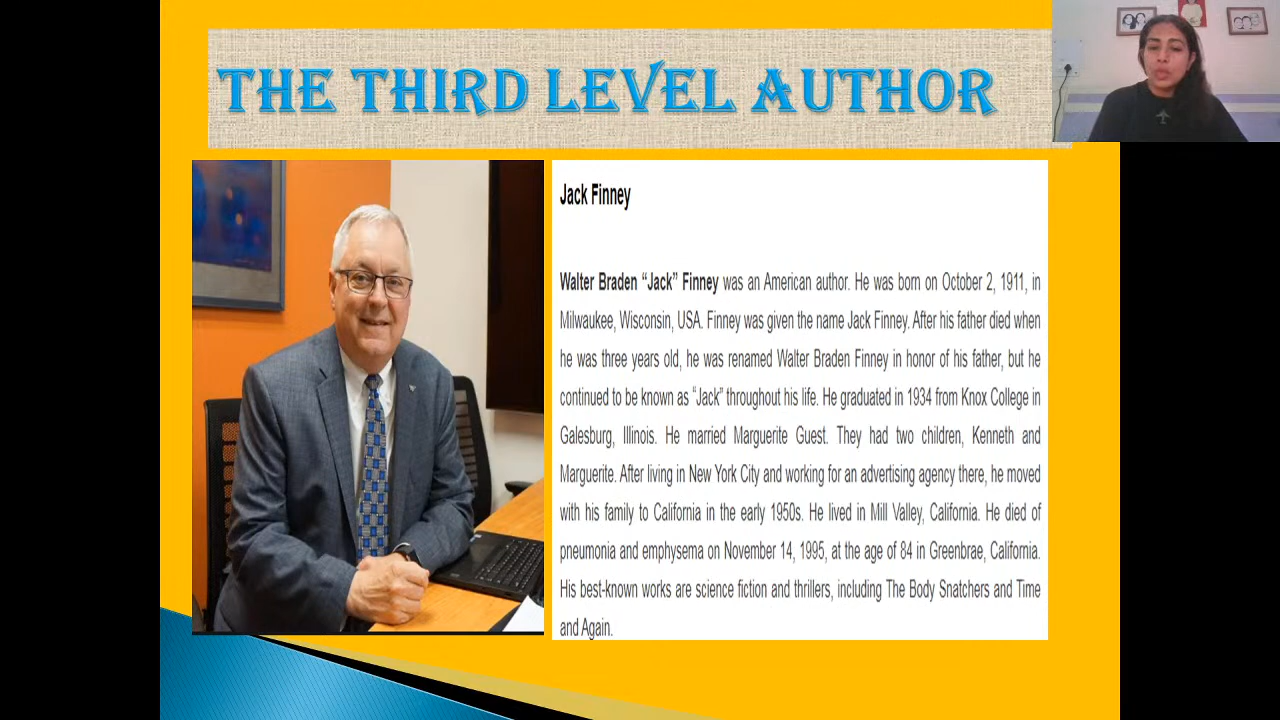 THE THIRD LEVEL AUTHOR
Jack Finney
Walter Braden “Jack” Finney was an American author. He was born on October 2, 1911, in
Milwaukee, Wisconsin, USA. Finney was given the name Jack Finney. After his father died when
he was three years old, he was renamed Walter Braden Finney in honor of his father, but he
continued to be known as “Jack” throughout his life. He graduated in 1934 from Knox College in
Galesburg, Illinois. He married Marguerite Guest. They had two children, Kenneth and
Marguerite. After living in New York City and working for an advertising agency there, he moved
with his family to California in the early 1950s. He lived in Mill Valley, California. He died of
pneumonia and emphysema on November 14, 1995, at the age of 84 in Greenbrae, California.
His best-known works are science fiction and thrillers, including The Body Snatchers and Time
and Again.